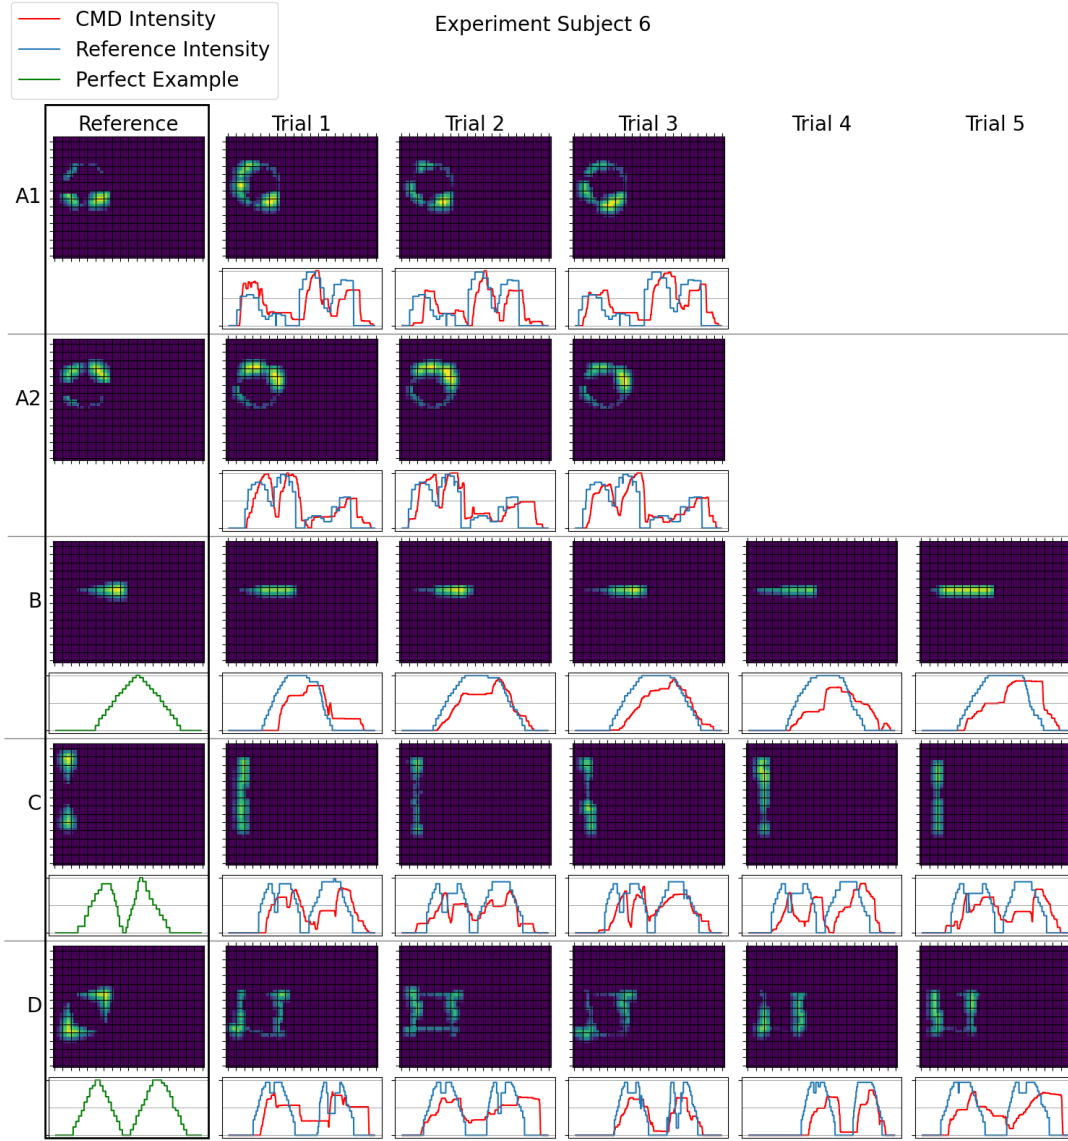 CMD Intensity
Reference Intensity
Perfect Example
Experiment Subject 6
Reference Trial 1 Trial 2 Trial 3 Trial 4 Trial 5
A1
A2
B
C
D